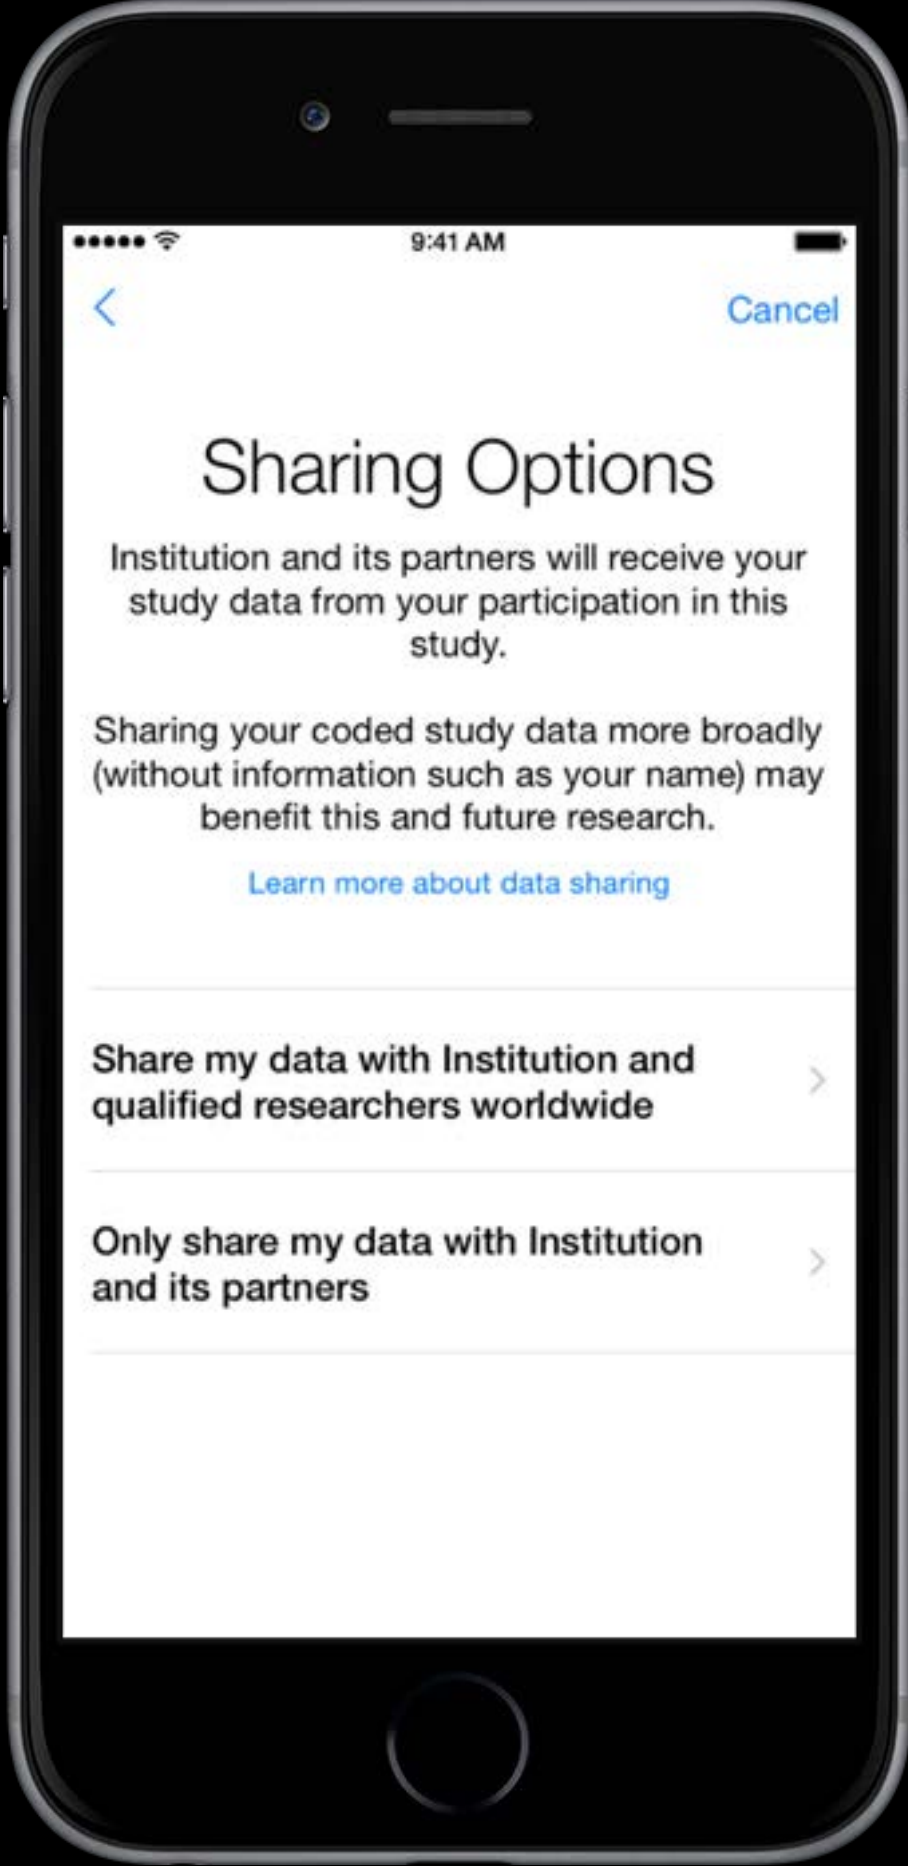 9:41 AM
Cancel
Sharing Options
Institution and its partners will receive your
study data from your participation in this
study.
Sharing your coded study data more broadly
(without information such as your name) may
benefit this and future research.
Learn more about data sharing
Share my data with Institution and
qualified researchers worldwide
Only share my data with Institution
and its partners